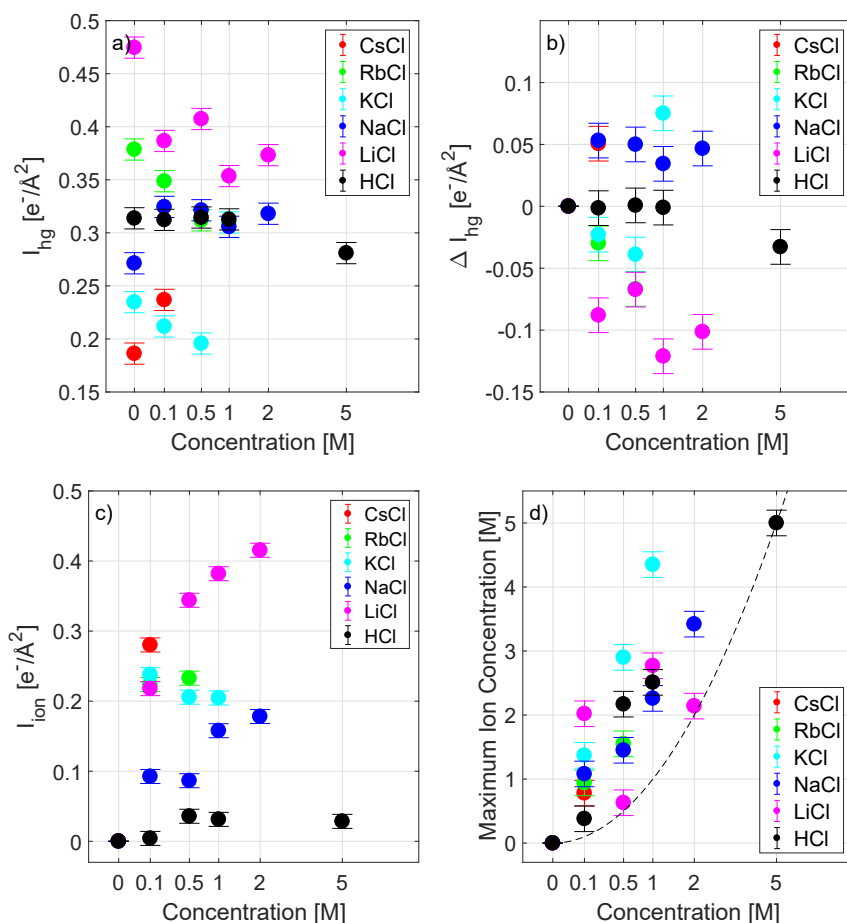 a)
I_hg [e⁻/Å²]
0.5
0.45
0.4
0.35
0.3
0.25
0.2
0.15
0 0.1 0.5 1 2 5
Concentration [M]
CsCl
RbCl
KCl
NaCl
LiCl
HCl
b)
Δ I_hg [e⁻/Å²]
0.1
0.05
0
-0.05
-0.1
-0.15
0 0.1 0.5 1 2 5
Concentration [M]
CsCl
RbCl
KCl
NaCl
LiCl
HCl
c)
I_ion [e⁻/Å²]
0.5
0.4
0.3
0.2
0.1
0
0 0.1 0.5 1 2 5
Concentration [M]
CsCl
RbCl
KCl
NaCl
LiCl
HCl
d)
Maximum Ion Concentration [M]
5
4
3
2
1
0
0 0.1 0.5 1 2 5
Concentration [M]
CsCl
RbCl
KCl
NaCl
LiCl
HCl